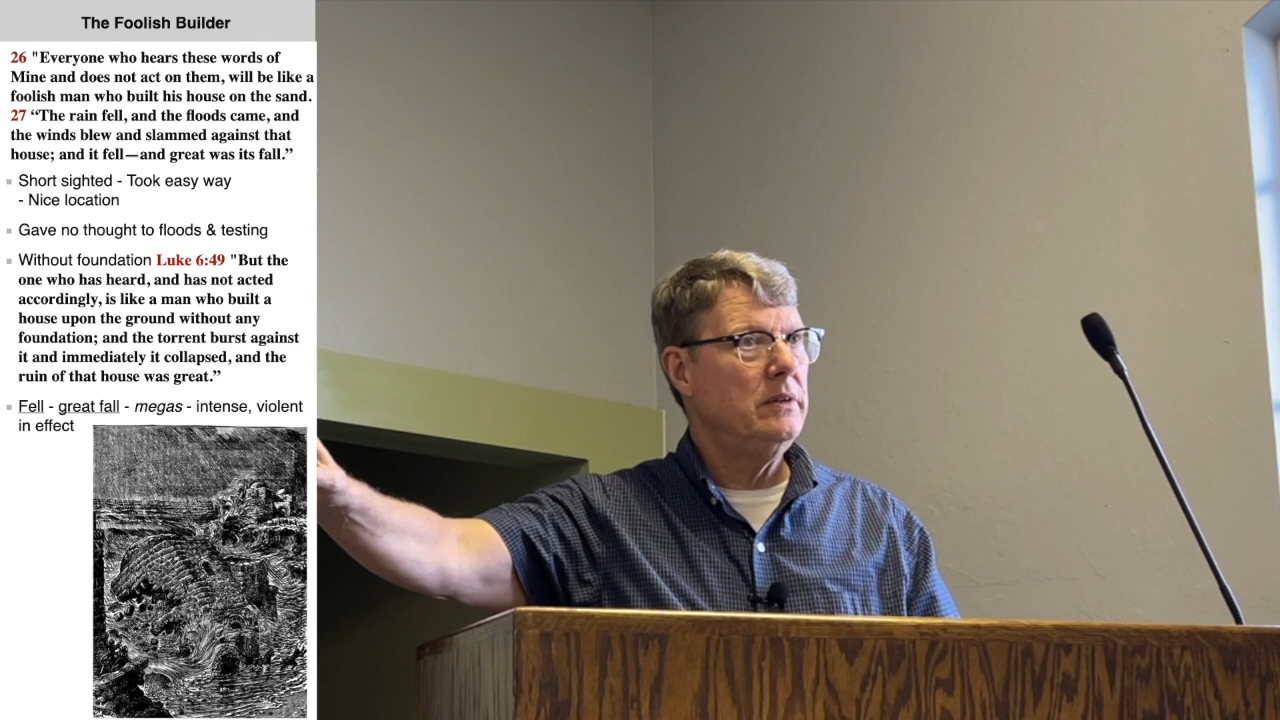 The Foolish Builder
26 "Everyone who hears these words of
Mine and does not act on them, will be like a
foolish man who built his house on the sand.
27 “The rain fell, and the floods came, and
the winds blew and slammed against that
house; and it fell—and great was its fall.”
Short sighted - Took easy way
- Nice location
Gave no thought to floods & testing
Without foundation Luke 6:49 "But the
one who has heard, and has not acted
accordingly, is like a man who built a
house upon the ground without any
foundation; and the torrent burst against
it and immediately it collapsed, and the
ruin of that house was great.”
Fell - great fall - megas - intense, violent
in effect